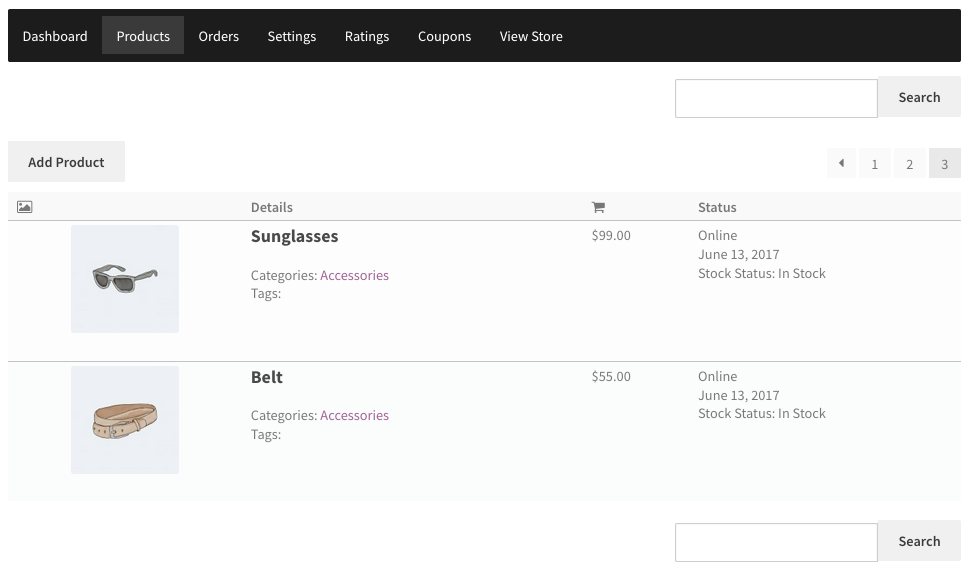 Dashboard Products Orders Settings Ratings Coupons View Store
Search
Add Product
1 2 3
Details Status
Sunglasses $99.00 Online
June 13, 2017
Categories: Accessories Stock Status: In Stock
Tags:
Belt $55.00 Online
June 13, 2017
Categories: Accessories Stock Status: In Stock
Tags:
Search